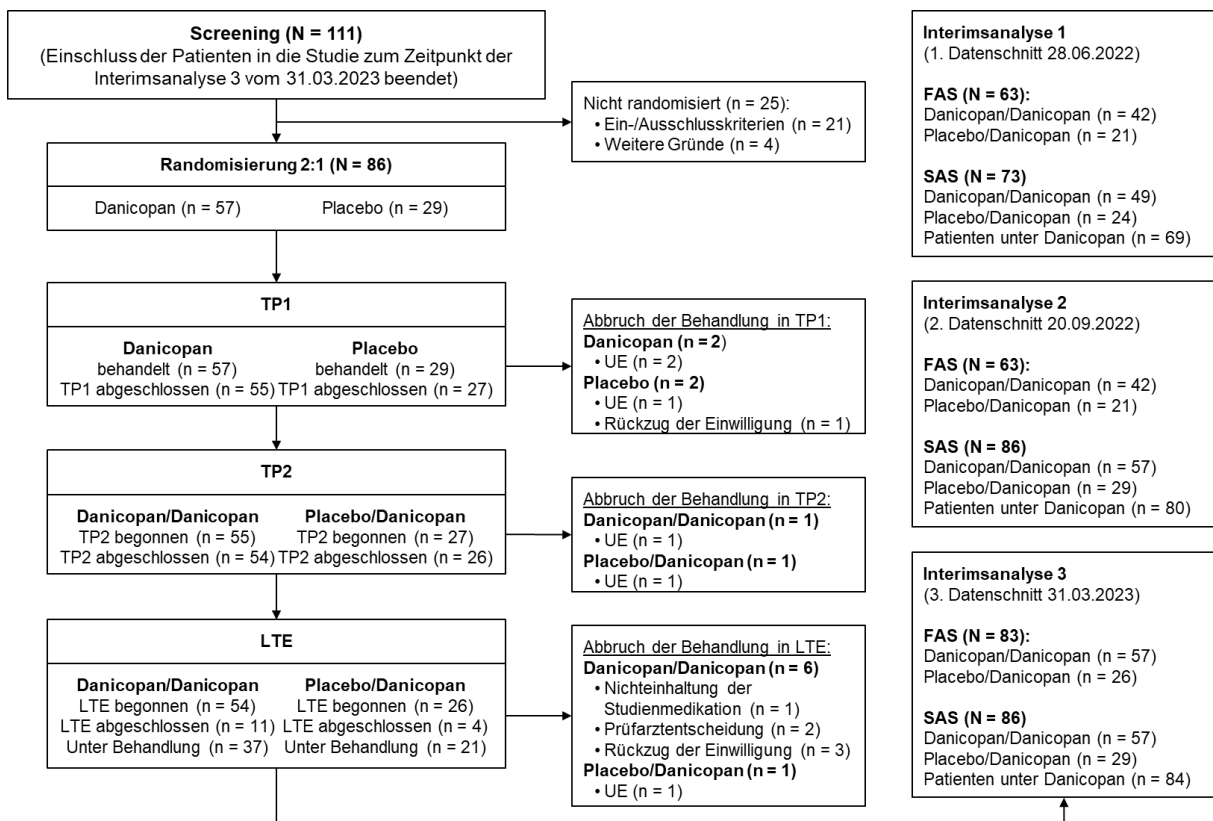 Screening (N = 111)
(Einschluss der Patienten in die Studie zum Zeitpunkt der
Interimsanalyse 3 vom 31.03.2023 beendet)
Nicht randomisiert (n = 25):
• Ein-/Ausschlusskriterien (n = 21)
• Weitere Gründe (n = 4)
Randomisierung 2:1 (N = 86)
Danicopan (n = 57) Placebo (n = 29)
TP1
Danicopan Placebo
behandelt (n = 57) behandelt (n = 29)
TP1 abgeschlossen (n = 55) TP1 abgeschlossen (n = 27)
Abbruch der Behandlung in TP1:
Danicopan (n = 2)
• UE (n = 2)
Placebo (n = 2)
• UE (n = 1)
• Rückzug der Einwilligung (n = 1)
TP2
Danicopan/Danicopan Placebo/Danicopan
TP2 begonnen (n = 55) TP2 begonnen (n = 27)
TP2 abgeschlossen (n = 54) TP2 abgeschlossen (n = 26)
Abbruch der Behandlung in TP2:
Danicopan/Danicopan (n = 1)
• UE (n = 1)
Placebo/Danicopan (n = 1)
• UE (n = 1)
LTE
Danicopan/Danicopan Placebo/Danicopan
LTE begonnen (n = 54) LTE begonnen (n = 26)
LTE abgeschlossen (n = 11) LTE abgeschlossen (n = 4)
Unter Behandlung (n = 37) Unter Behandlung (n = 21)
Abbruch der Behandlung in LTE:
Danicopan/Danicopan (n = 6)
• Nichteinhaltung der
Studienmedikation (n = 1)
• Prüfarztentscheidung (n = 2)
• Rückzug der Einwilligung (n = 3)
Placebo/Danicopan (n = 1)
• UE (n = 1)
Interimsanalyse 1
(1. Datenschnitt 28.06.2022)
FAS (N = 63):
Danicopan/Danicopan (n = 42)
Placebo/Danicopan (n = 21)
SAS (N = 73)
Danicopan/Danicopan (n = 49)
Placebo/Danicopan (n = 24)
Patienten unter Danicopan (n = 69)
Interimsanalyse 2
(2. Datenschnitt 20.09.2022)
FAS (N = 63):
Danicopan/Danicopan (n = 42)
Placebo/Danicopan (n = 21)
SAS (N = 86)
Danicopan/Danicopan (n = 57)
Placebo/Danicopan (n = 29)
Patienten unter Danicopan (n = 80)
Interimsanalyse 3
(3. Datenschnitt 31.03.2023)
FAS (N = 83):
Danicopan/Danicopan (n = 57)
Placebo/Danicopan (n = 26)
SAS (N = 86)
Danicopan/Danicopan (n = 57)
Placebo/Danicopan (n = 29)
Patienten unter Danicopan (n = 84)